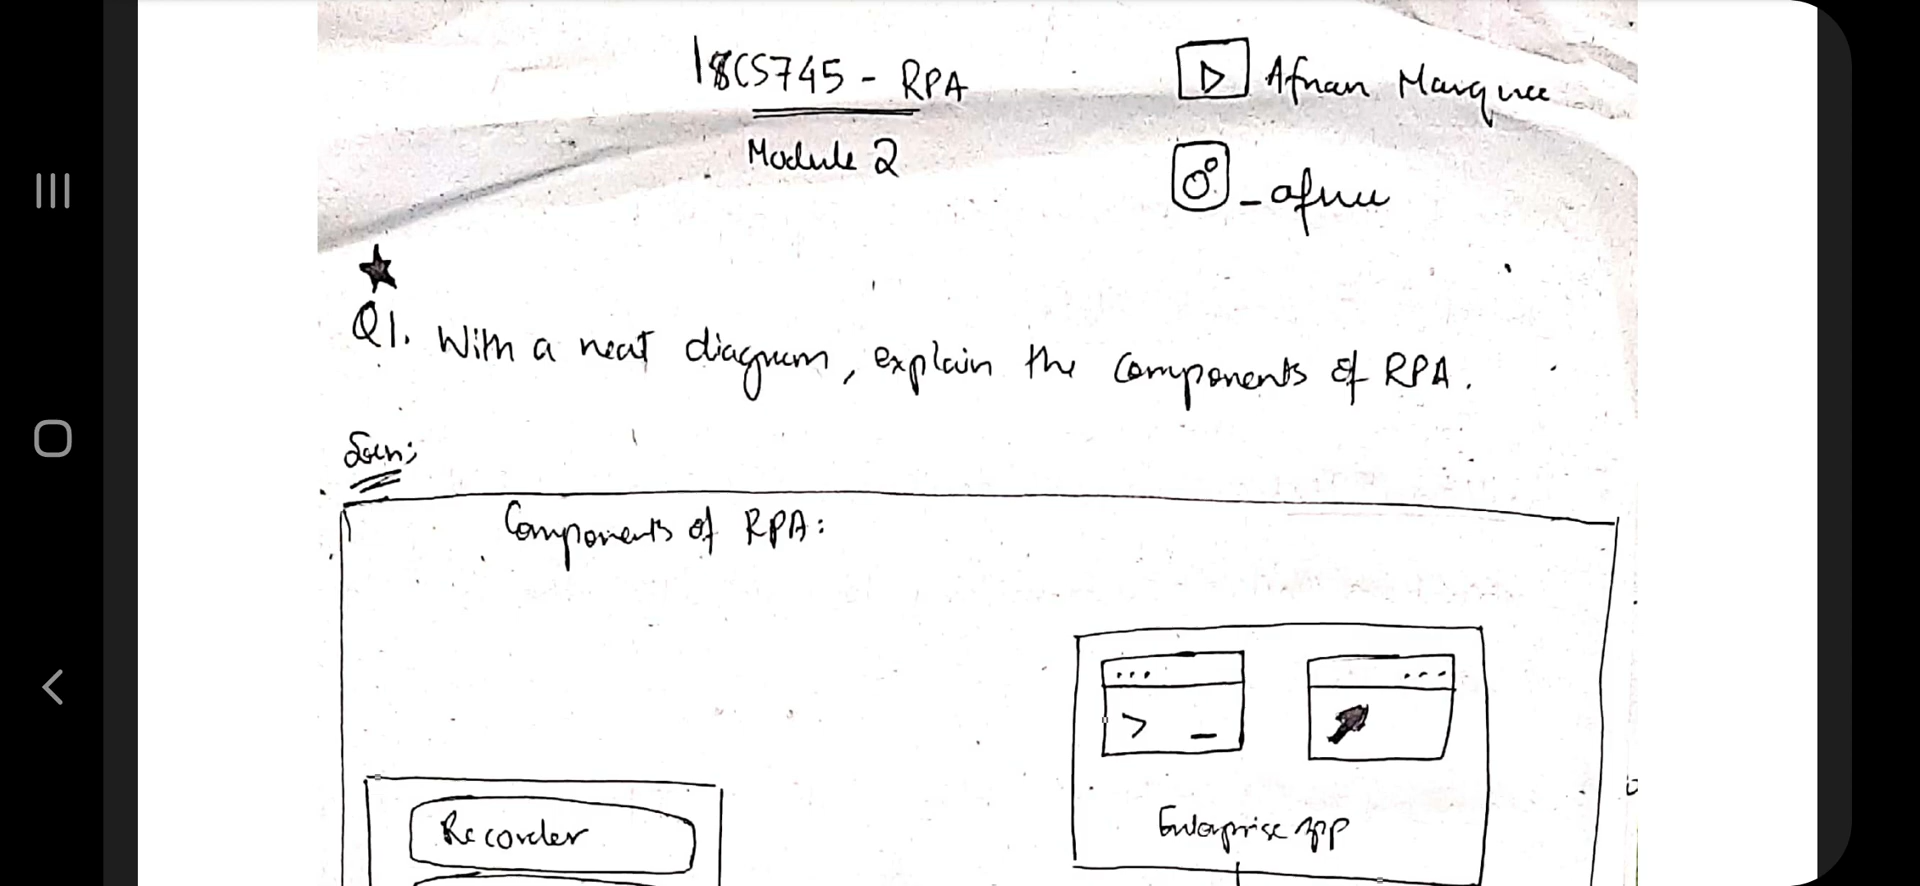 18CS745 - RPA
Module 2
Afnan Marquee
_afnu
Q1. With a neat diagram, explain the components of RPA.
Soln:
Components of RPA:
> _
Enterprise app
Recorder